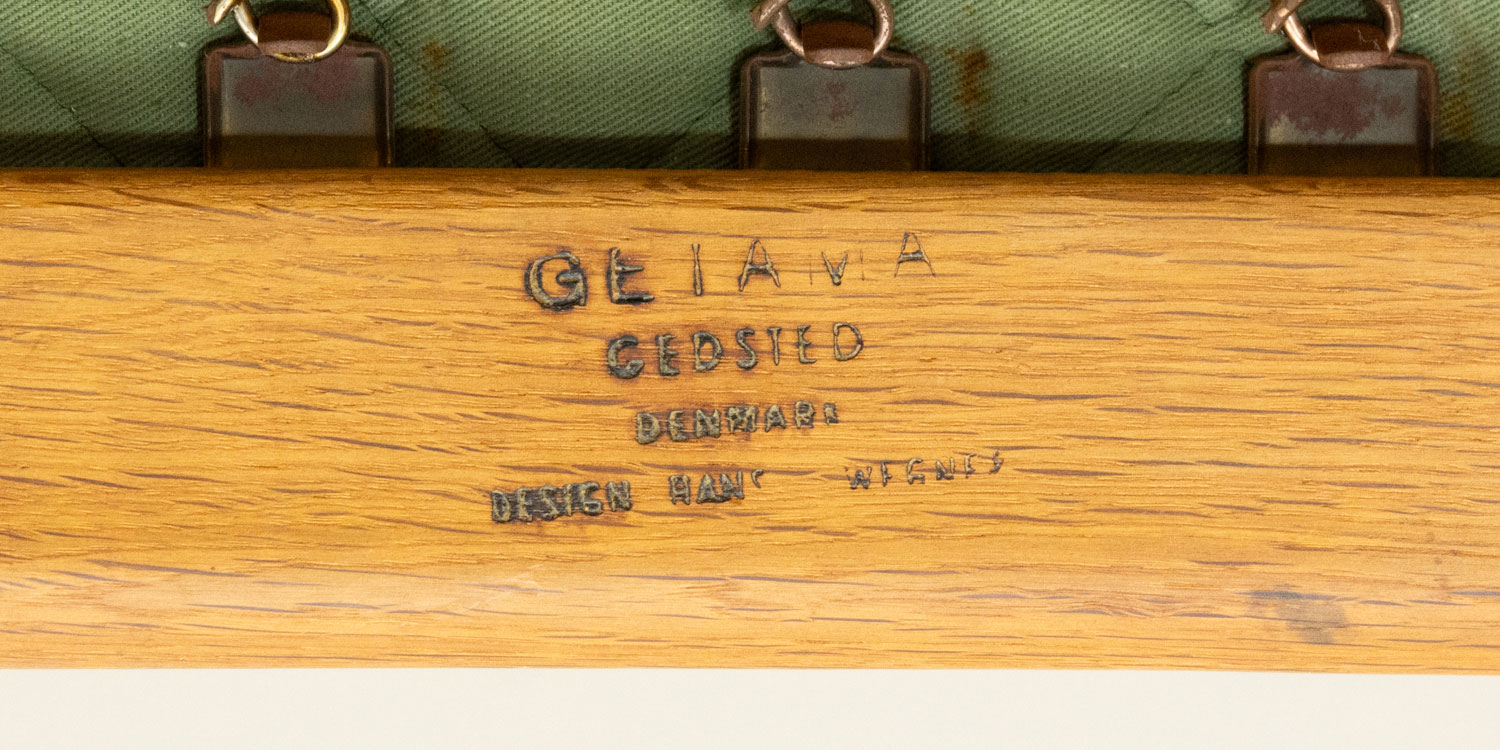 GETAMA
GEDSTED
DENMARK
DESIGN HANS WEGNER